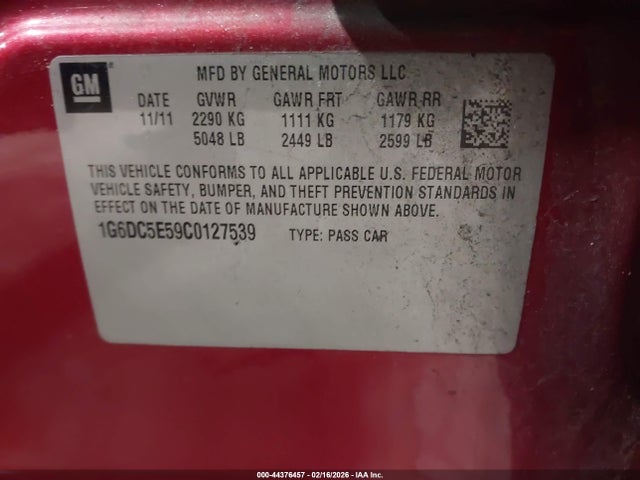 GM
MFD BY GENERAL MOTORS LLC
DATE GVWR GAWR FRT GAWR RR
11/11 2290 KG 1111 KG 1179 KG
5048 LB 2449 LB 2599 LB
THIS VEHICLE CONFORMS TO ALL APPLICABLE U.S. FEDERAL MOTOR
VEHICLE SAFETY, BUMPER, AND THEFT PREVENTION STANDARDS IN
EFFECT ON THE DATE OF MANUFACTURE SHOWN ABOVE.
1G6DC5E59C0127539 TYPE: PASS CAR
000-44376457 - 02/16/2026 - IAA Inc.